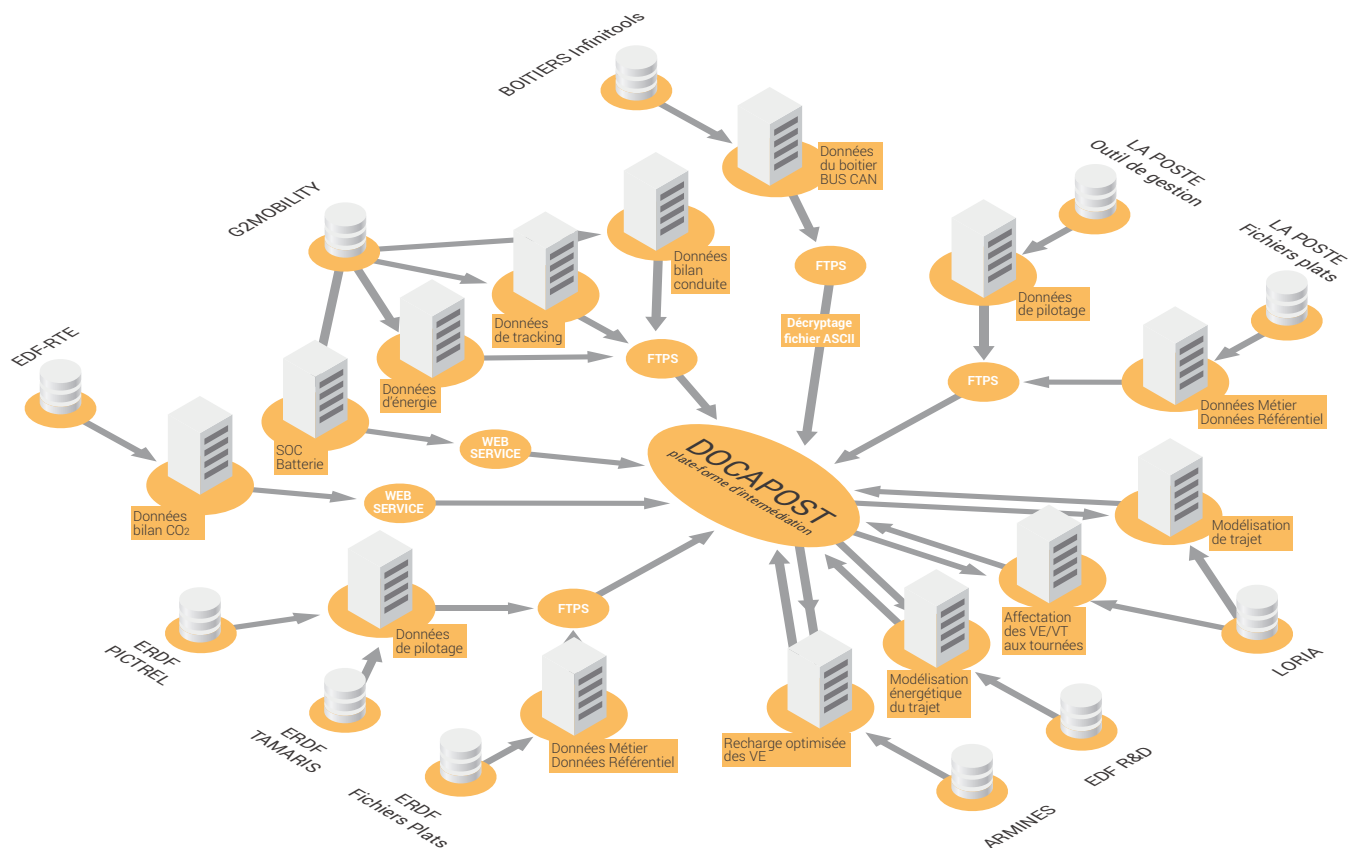 BOITIERS Infinitools
Données
du boitier
BUS CAN
LA POSTE
Outil de gestion
G2MOBILITY
Données
bilan
conduite
FTPS
LA POSTE
Fichiers plats
Données
de tracking
Données
de pilotage
Décryptage
fichier ASCII
EDF-RTE
FTPS
FTPS
Données
d'énergie
Données Métier
Données Référentiel
SOC
Batterie
WEB
SERVICE
DOCAPOST
plate-forme d'intermédiation
Données
bilan CO2
WEB
SERVICE
Modélisation
de trajet
ERDF
PICTREL
Données
de pilotage
FTPS
Affectation
des VE/VT
aux tournées
LORIA
ERDF
TAMARIS
Modélisation
énergétique
du trajet
Données Métier
Données Référentiel
Recharge optimisée
des VE
EDF R&D
ERDF
Fichiers Plats
ARMINES